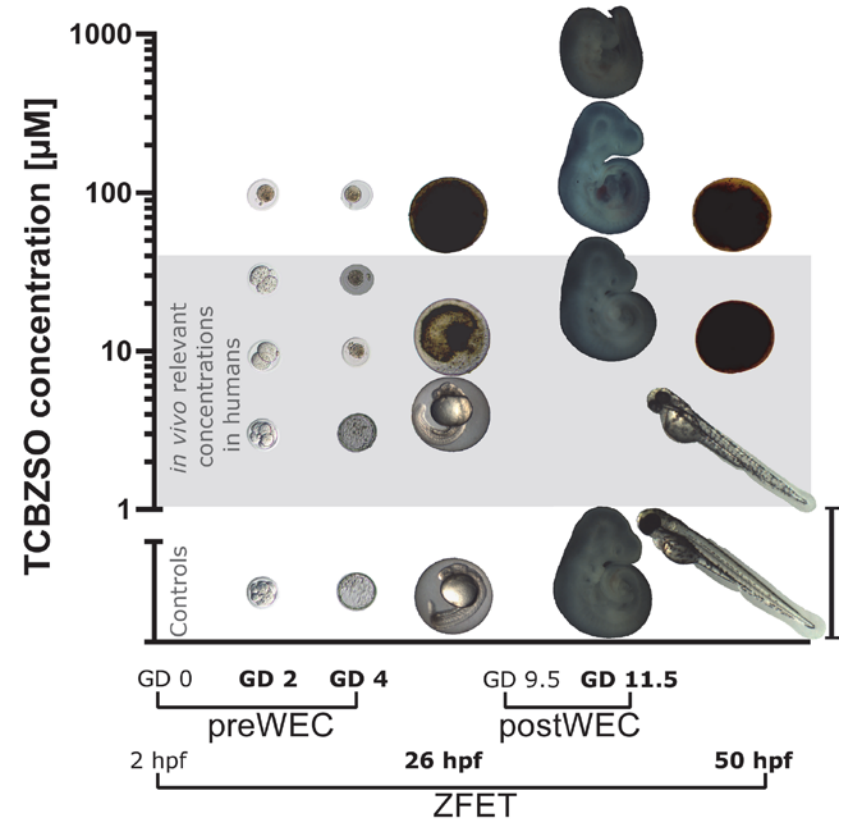 TCBZSO concentration [µM]
1000
100
10
1
in vivo relevant
concentrations
in humans
Controls
GD 0 GD 2 GD 4 GD 9.5 GD 11.5
preWEC postWEC
2 hpf 26 hpf 50 hpf
ZFET